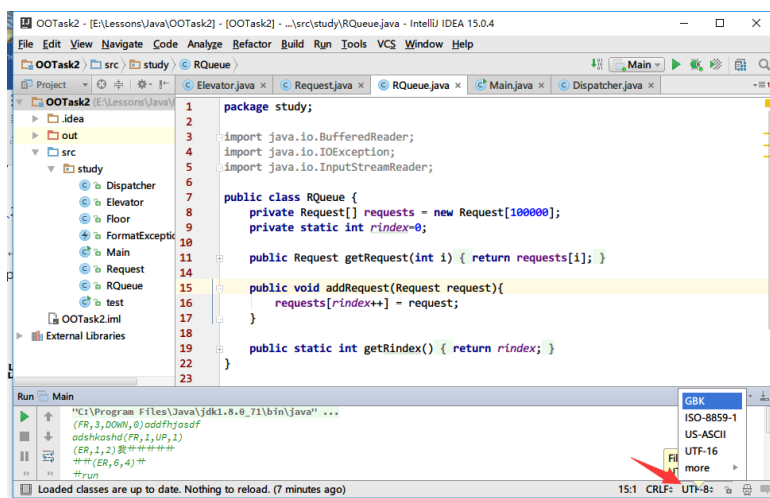 OOTask2 - [E:\Lessons\Java\OOTask2] - [OOTask2] - ...\src\study\RQueue.java - IntelliJ IDEA 15.0.4
File Edit View Navigate Code Analyze Refactor Build Run Tools VCS Window Help
OOTask2 src study RQueue Main
Project Elevator.java Request.java RQueue.java Main.java Dispatcher.java
OOTask2 (E:\Lessons\Java\
.idea
out
src
study
Dispatcher
Elevator
Floor
FormatExceptic
Main
Request
RQueue
test
OOTask2.iml
External Libraries
1 package study;
2
3 import java.io.BufferedReader;
4 import java.io.IOException;
5 import java.io.InputStreamReader;
6
7 public class RQueue {
8 private Request[] requests = new Request[100000];
9 private static int rindex=0;
10
11 public Request getRequest(int i) { return requests[i]; }
14
15 public void addRequest(Request request){
16 requests[rindex++] = request;
17 }
18
19 public static int getRindex() { return rindex; }
22 }
23
Run Main
"C:\Program Files\Java\jdk1.8.0_71\bin\java" ...
(FR,3,DOWN,0)addfhjasdf
adshkashd(FR,1,UP,1)
(ER,1,2)我#####
##(ER,6,4)#
#run
GBK
ISO-8859-1
US-ASCII
UTF-16
more
Fil
Loaded classes are up to date. Nothing to reload. (7 minutes ago) 15:1 CRLF UTF-8